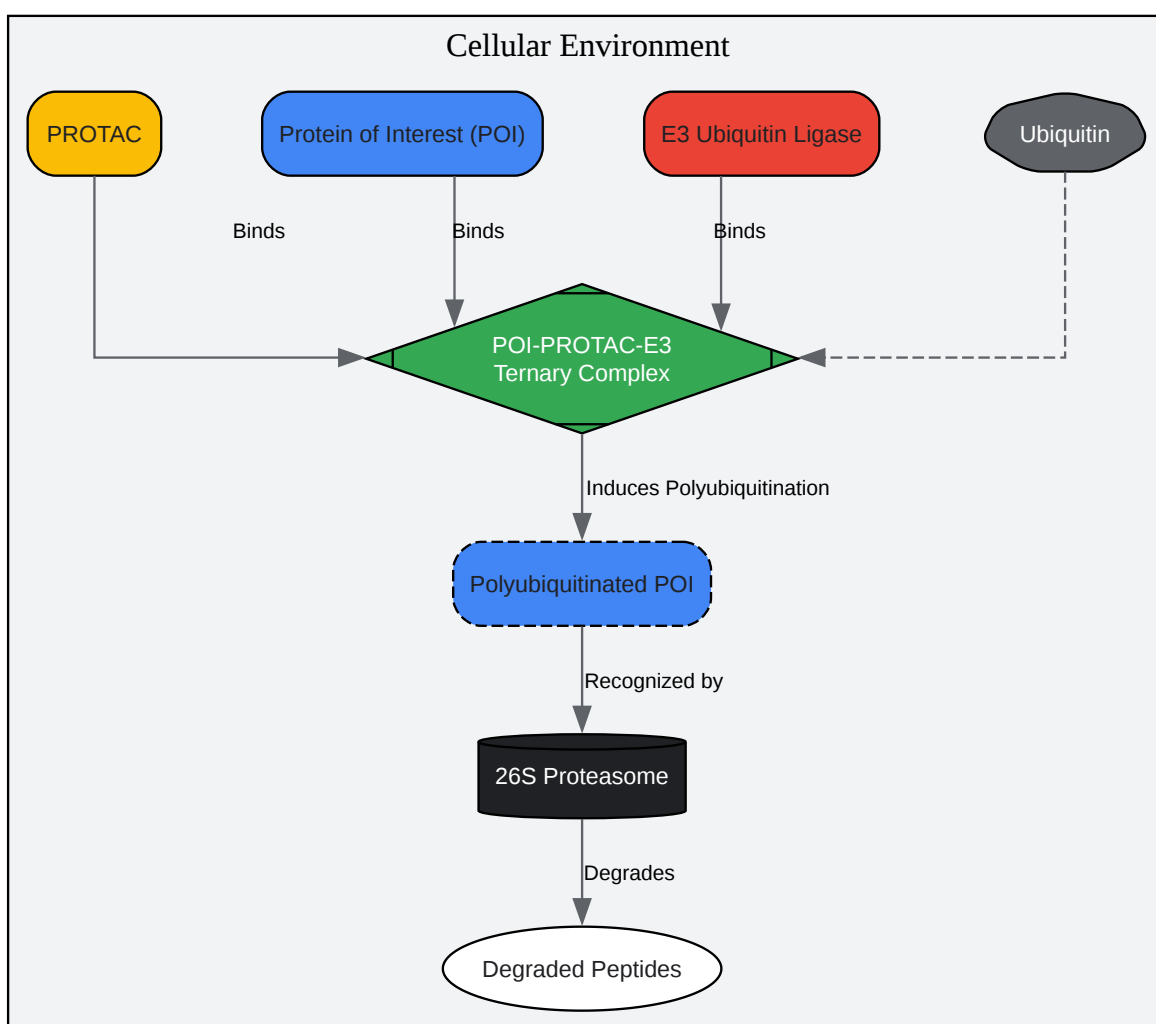 Cellular Environment
PROTAC
Protein of Interest (POI)
E3 Ubiquitin Ligase
Ubiquitin
Binds
Binds
Binds
POI-PROTAC-E3
Ternary Complex
Induces Polyubiquitination
Polyubiquitinated POI
Recognized by
26S Proteasome
Degrades
Degraded Peptides